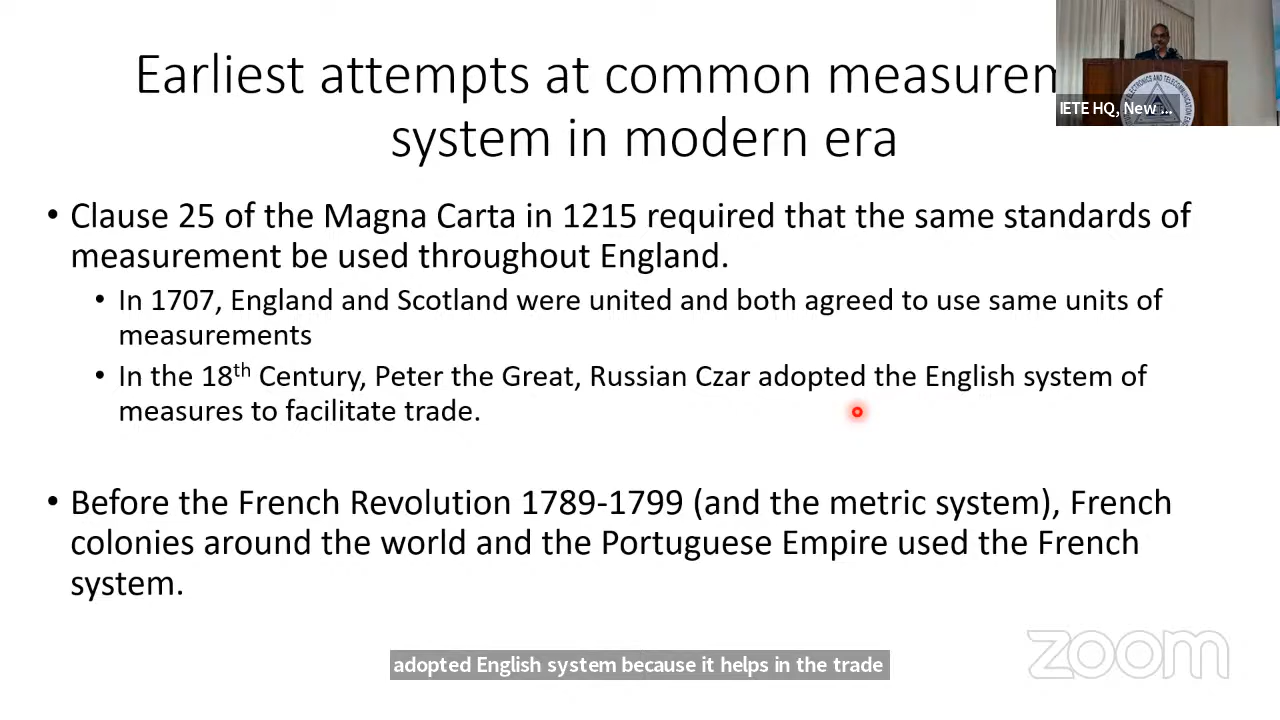 Earliest attempts at common measurem
system in modern era
IETE HQ, New ...
ELECTRONICS AND TELECOMMUNICATION
• Clause 25 of the Magna Carta in 1215 required that the same standards of
measurement be used throughout England.
• In 1707, England and Scotland were united and both agreed to use same units of
measurements
• In the 18th Century, Peter the Great, Russian Czar adopted the English system of
measures to facilitate trade.
• Before the French Revolution 1789-1799 (and the metric system), French
colonies around the world and the Portuguese Empire used the French
system.
zoom
adopted English system because it helps in the trade